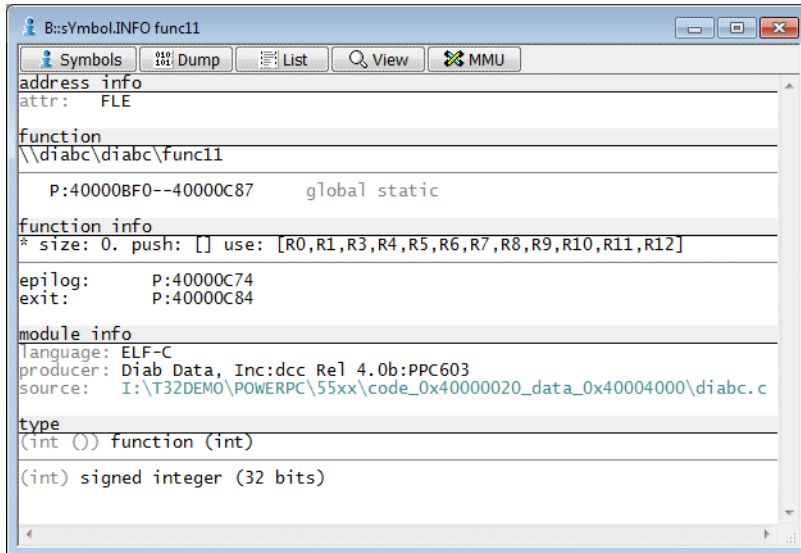 B::sYmbol.INFO func11
Symbols Dump List View MMU
address info
attr: FLE
function
\\diabc\diabc\func11
P:40000BF0--40000C87 global static
function info
* size: 0. push: [] use: [R0,R1,R3,R4,R5,R6,R7,R8,R9,R10,R11,R12]
epilog: P:40000C74
exit: P:40000C84
module info
language: ELF-C
producer: Diab Data, Inc:dcc Rel 4.0b:PPC603
source: I:\T32DEMO\POWERPC\55xx\code_0x40000020_data_0x40004000\diabc.c
type
(int ()) function (int)
(int) signed integer (32 bits)